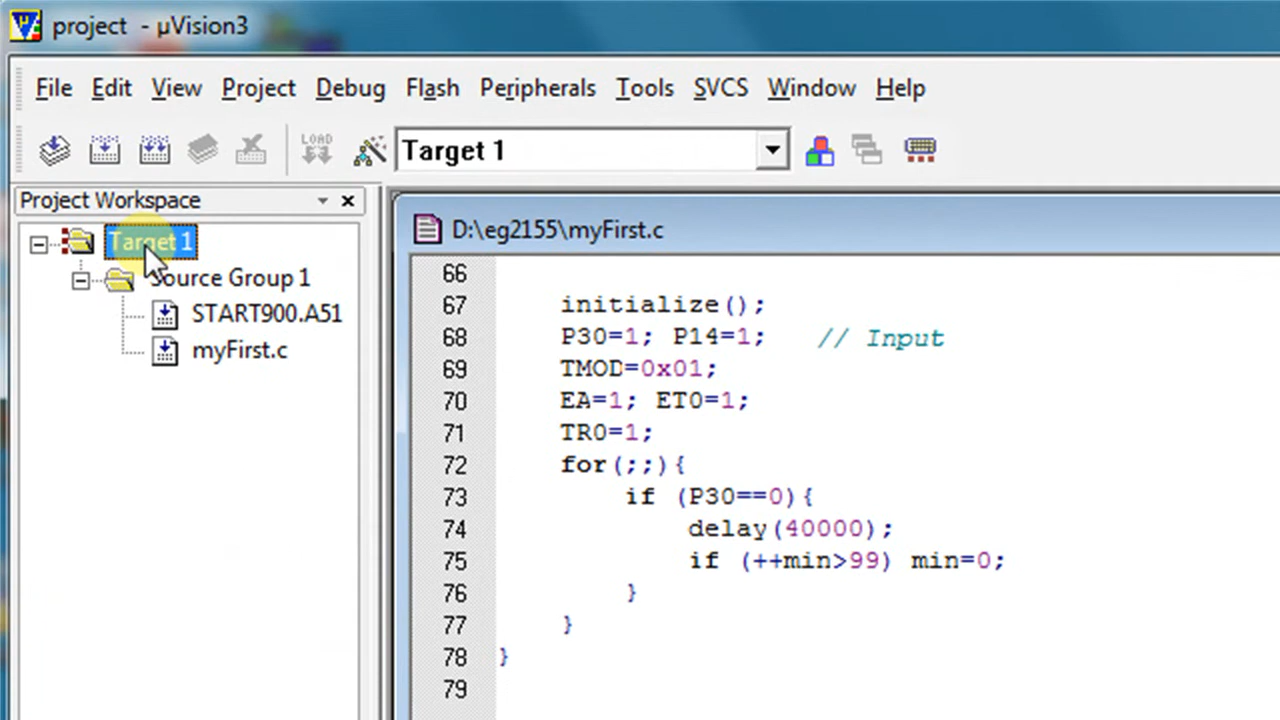 project - µVision3
File Edit View Project Debug Flash Peripherals Tools SVCS Window Help
LOAD
Target 1
Project Workspace
Target 1
Source Group 1
START900.A51
myFirst.c
D:\eg2155\myFirst.c
66
67 initialize();
68 P30=1; P14=1; // Input
69 TMOD=0x01;
70 EA=1; ET0=1;
71 TR0=1;
72 for(;;){
73 if (P30==0){
74 delay(40000);
75 if (++min>99) min=0;
76 }
77 }
78 }
79